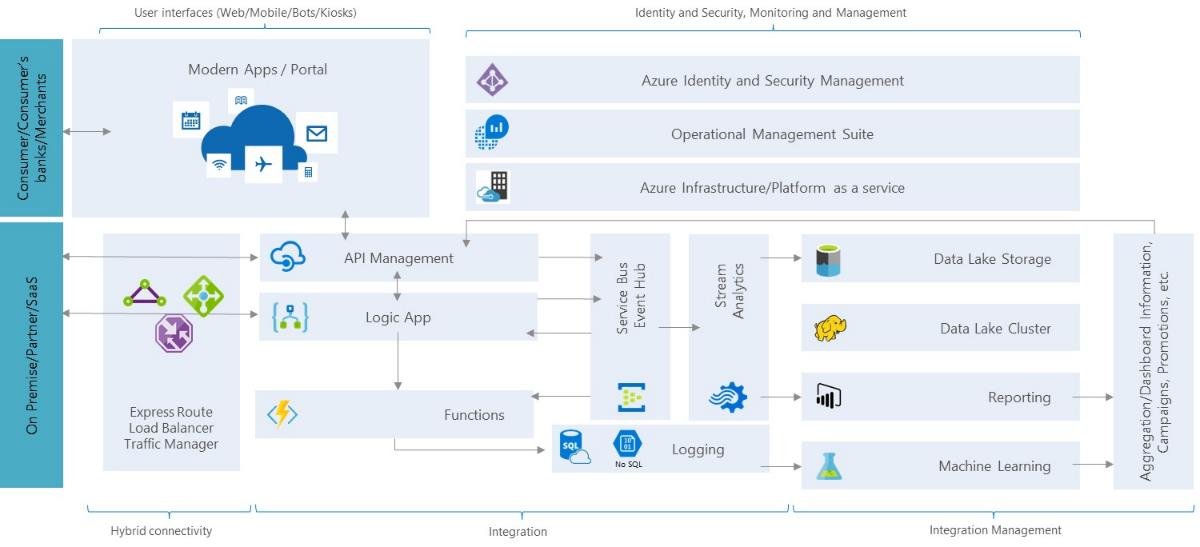 User interfaces (Web/Mobile/Bots/Kiosks)
Identity and Security, Monitoring and Management
Consumer/Consumer's
banks/Merchants
Modern Apps / Portal
Azure Identity and Security Management
Operational Management Suite
Azure Infrastructure/Platform as a service
On Premise/Partner/SaaS
Express Route
Load Balancer
Traffic Manager
API Management
Logic App
Functions
Service Bus
Event Hub
Stream
Analytics
SQL
10
01
No SQL
Logging
Data Lake Storage
Data Lake Cluster
Reporting
Machine Learning
Aggregation/Dashboard Information,
Campaigns, Promotions, etc
Hybrid connectivity
Integration
Integration Management